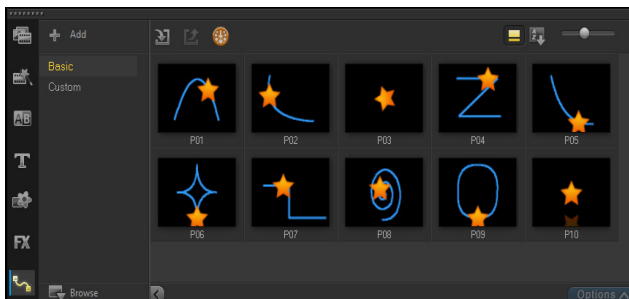 Add
Basic
Custom
P01 P02 P03 P04 P05
P06 P07 P08 P09 P10
AB
T
FX
Browse
Options